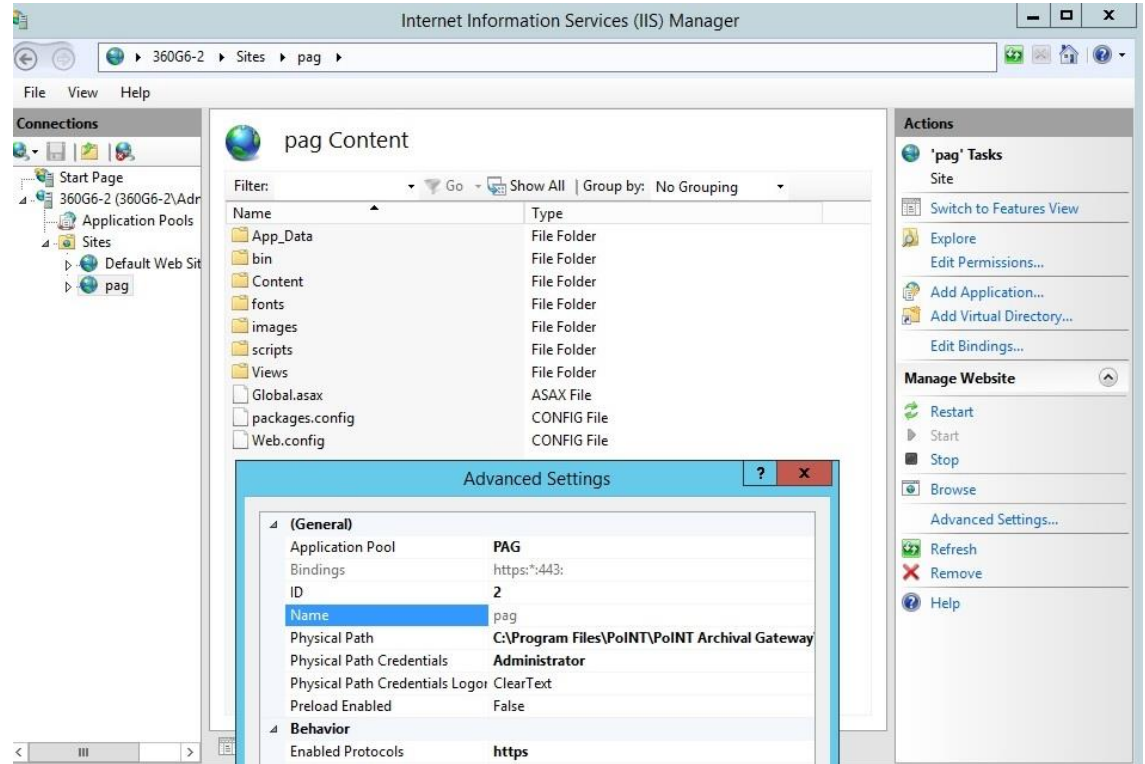 Internet Information Services (IIS) Manager
360G6-2 Sites pag
File View Help
Connections
Start Page
360G6-2 (360G6-2\Adr
Application Pools
Sites
Default Web Sit
pag
pag Content
Filter: Go Show All Group by: No Grouping
Name Type
App_Data File Folder
bin File Folder
Content File Folder
fonts File Folder
images File Folder
scripts File Folder
Views File Folder
Global.asax ASAX File
packages.config CONFIG File
Web.config CONFIG File
Advanced Settings ? x
(General)
Application Pool PAG
Bindings https:*:443:
ID 2
Name pag
Physical Path C:\Program Files\PoINT\PoINT Archival Gateway
Physical Path Credentials Administrator
Physical Path Credentials Logor ClearText
Preload Enabled False
Behavior
Enabled Protocols https
Actions
'pag' Tasks
Site
Switch to Features View
Explore
Edit Permissions...
Add Application...
Add Virtual Directory...
Edit Bindings...
Manage Website
Restart
Start
Stop
Browse
Advanced Settings...
Refresh
Remove
Help